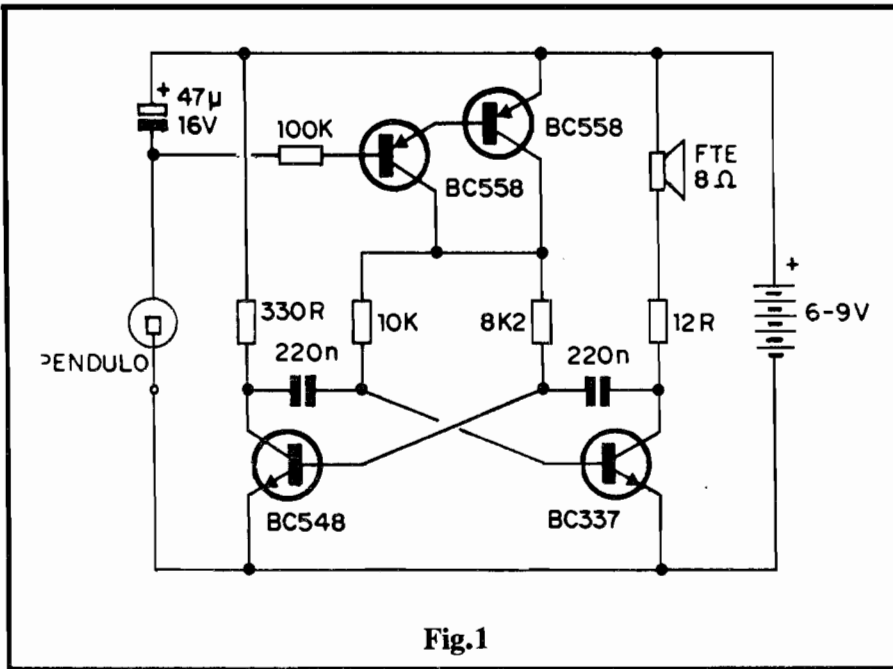 + 47µ
16V
100K
BC558
BC558
FTE
8Ω
+
6-9V
330R
10K
8K2
12R
220n
220n
PENDULO
BC548
BC337
Fig.1